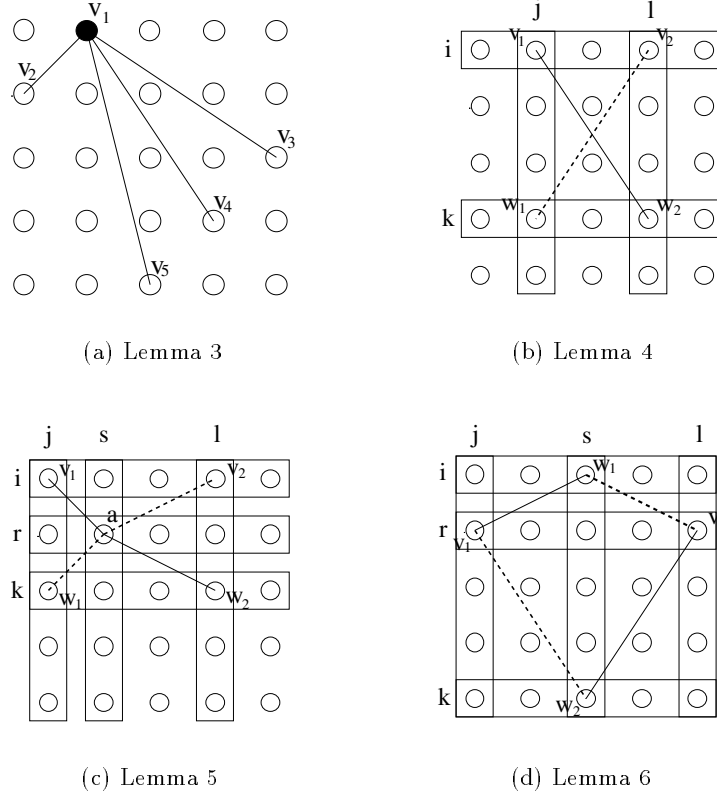 v1
v2
v3
v4
v5
(a) Lemma 3
j l
i v1 v2
k w1 w2
(b) Lemma 4
j s l
i v1 v2
r a
k w1 w2
(c) Lemma 5
j s l
i w1
r v1 v
k w2
(d) Lemma 6